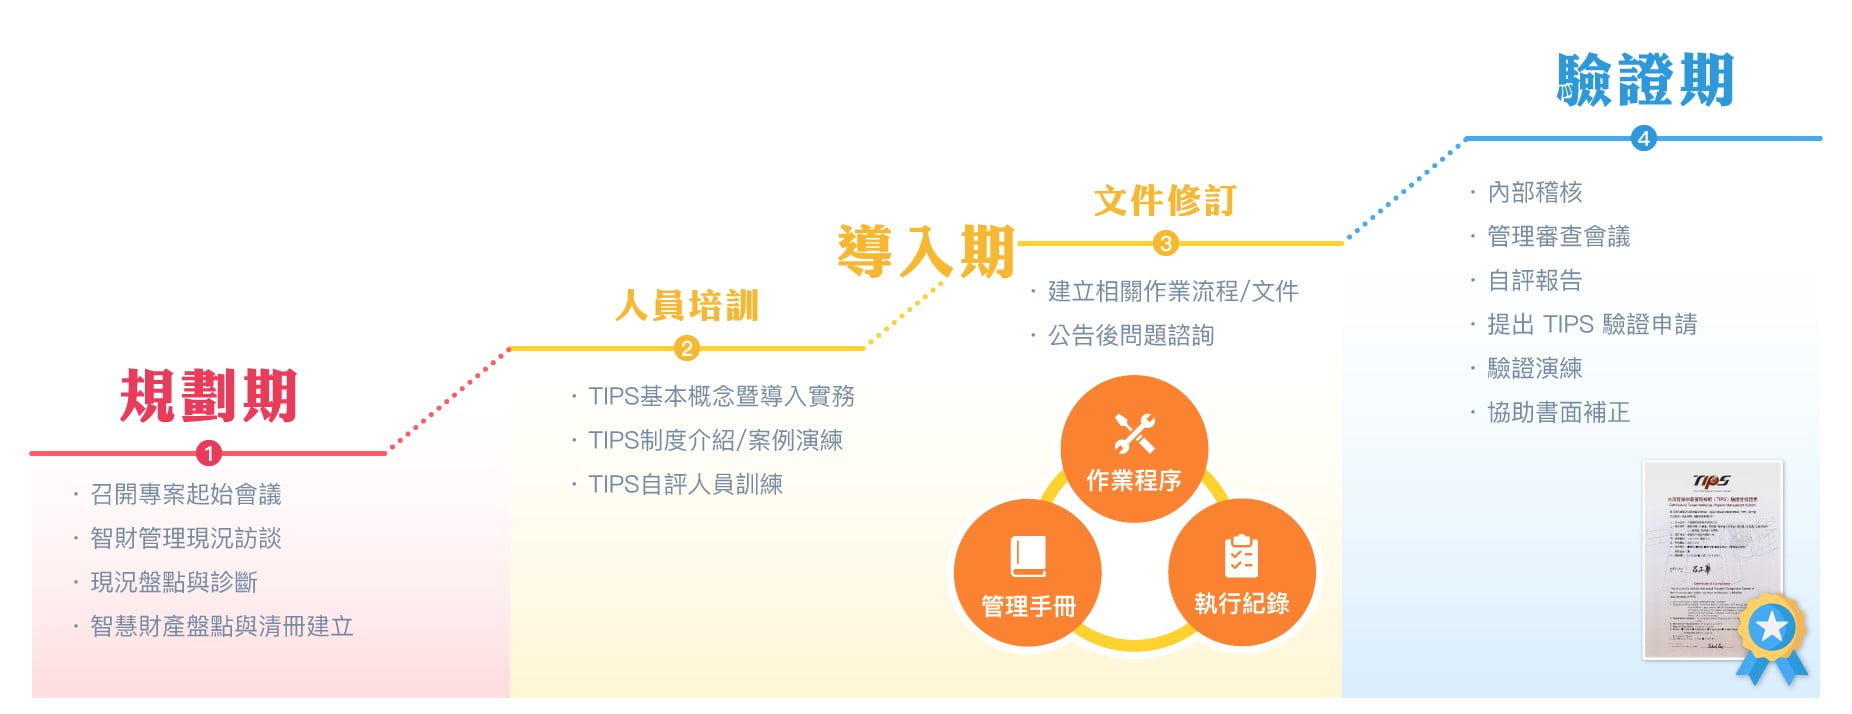 規劃期
1
· 召開專案起始會議
· 智財管理現況訪談
· 現況盤點與診斷
· 智慧財產盤點與清冊建立
導入期
人員培訓
2
· TIPS基本概念暨導入實務
· TIPS制度介紹/案例演練
· TIPS自評人員訓練
文件修訂
3
· 建立相關作業流程/文件
· 公告後問題諮詢
作業程序
管理手冊
執行紀錄
驗證期
4
· 內部稽核
· 管理審查會議
· 自評報告
· 提出 TIPS 驗證申請
· 驗證演練
· 協助書面補正
TIPS